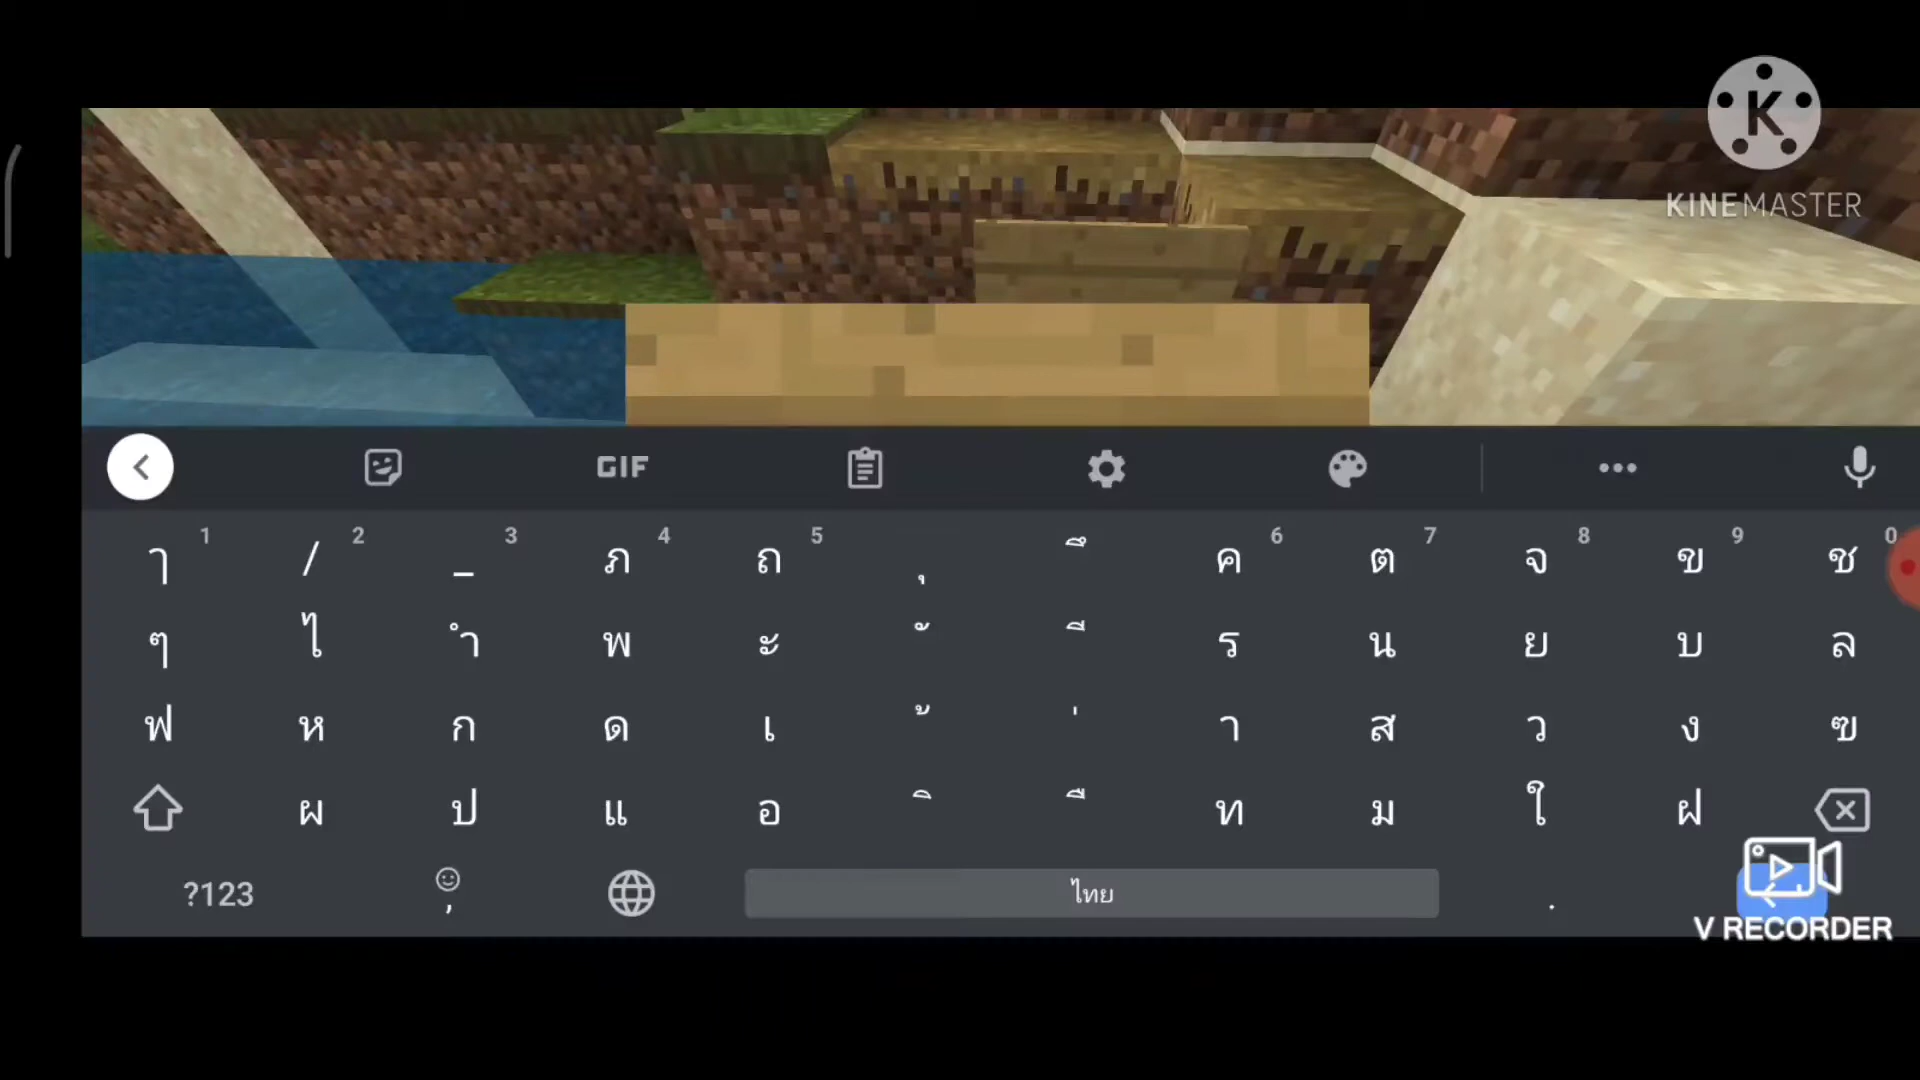 K
KINEMASTER
GIF
ๅ 1 / 2 _ 3 ภ 4 ถ 5 ุ ึ ค 6 ต 7 จ 8 ข 9 ช 0
ๆ ไ ำ พ ะ ั ี ร น ย บ ล
ฟ ห ก ด เ ้ ่ า ส ว ง ฃ
ผ ป แ อ ิ ื ท ม ใ ฝ
?123 , ไทย .
V RECORDER